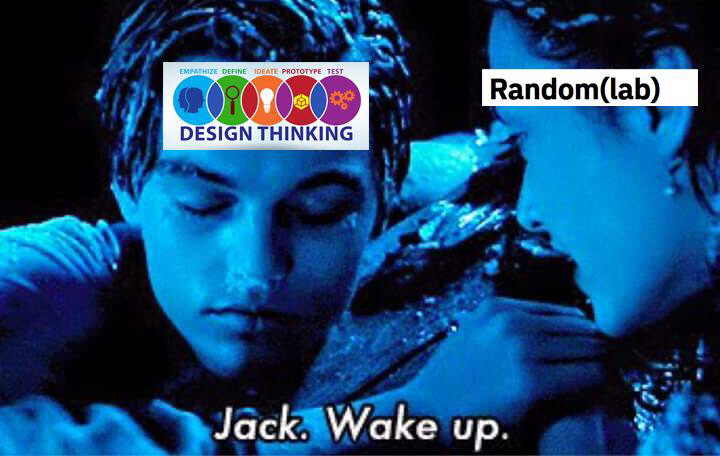 EMPATHIZE DEFINE IDEATE PROTOTYPE TEST
DESIGN THINKING
Random(lab)
Jack. Wake up.